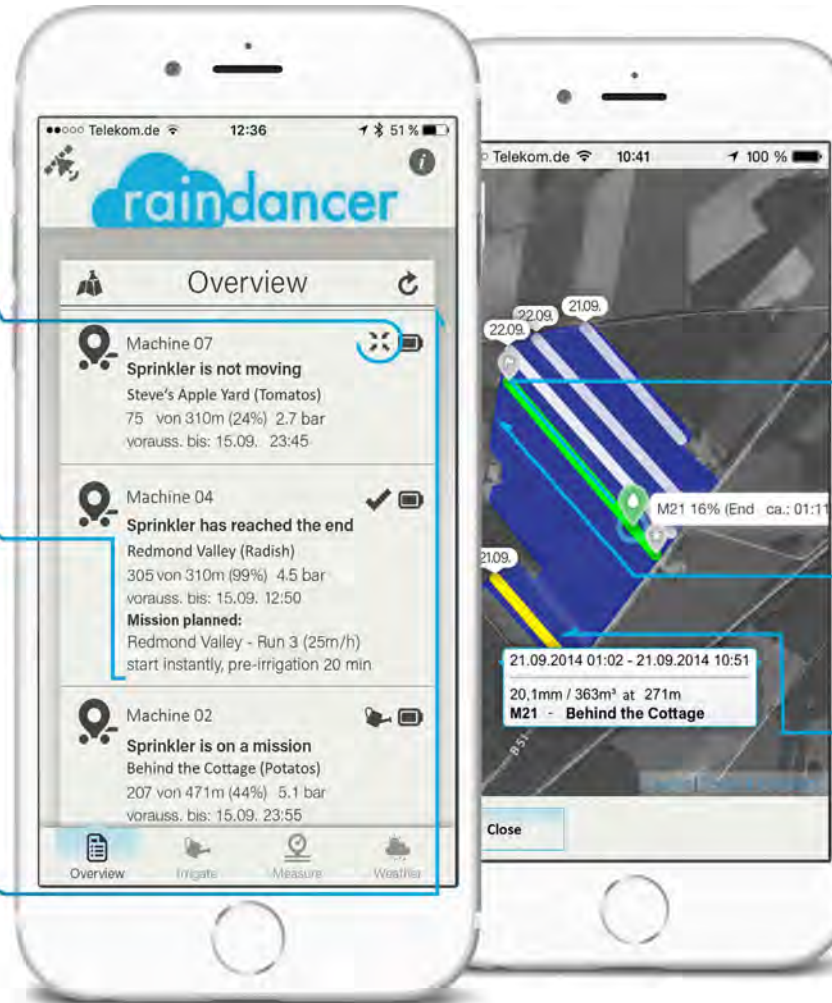 Telekom.de 12:36 51 %
raindancer
Overview
Machine 07
Sprinkler is not moving
Steve's Apple Yard (Tomatos)
75 von 310m (24%) 2.7 bar
vorauss. bis: 15.09. 23:45
Machine 04
Sprinkler has reached the end
Redmond Valley (Radish)
305 von 310m (99%) 4.5 bar
vorauss. bis: 15.09. 12:50
Mission planned:
Redmond Valley - Run 3 (25m/h)
start instantly, pre-irrigation 20 min
Machine 02
Sprinkler is on a mission
Behind the Cottage (Potatos)
207 von 471m (44%) 5.1 bar
vorauss. bis: 15.09. 23:55
Overview Irrigate Measure Weather
Telekom.de 10:41 100 %
22.09. 22.09. 21.09.
M21 16% (End ca.: 01:11
21.09.
21.09.2014 01:02 - 21.09.2014 10:51
20,1mm / 363m³ at 271m
M21 - Behind the Cottage
B51
Close